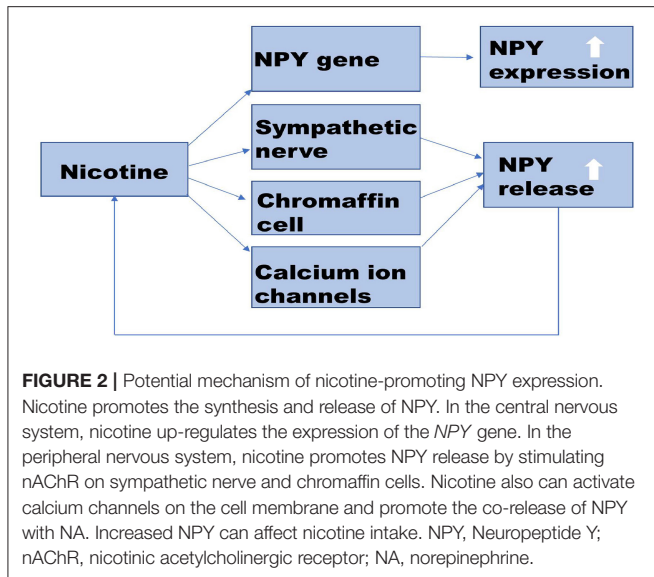 NPY gene
NPY
expression
Sympathetic
nerve
Nicotine
NPY
release
Chromaffin
cell
Calcium ion
channels
FIGURE 2 | Potential mechanism of nicotine-promoting NPY expression.
Nicotine promotes the synthesis and release of NPY. In the central nervous
system, nicotine up-regulates the expression of the NPY gene. In the
peripheral nervous system, nicotine promotes NPY release by stimulating
nAChR on sympathetic nerve and chromaffin cells. Nicotine also can activate
calcium channels on the cell membrane and promote the co-release of NPY
with NA. Increased NPY can affect nicotine intake. NPY, Neuropeptide Y;
nAChR, nicotinic acetylcholinergic receptor; NA, norepinephrine.